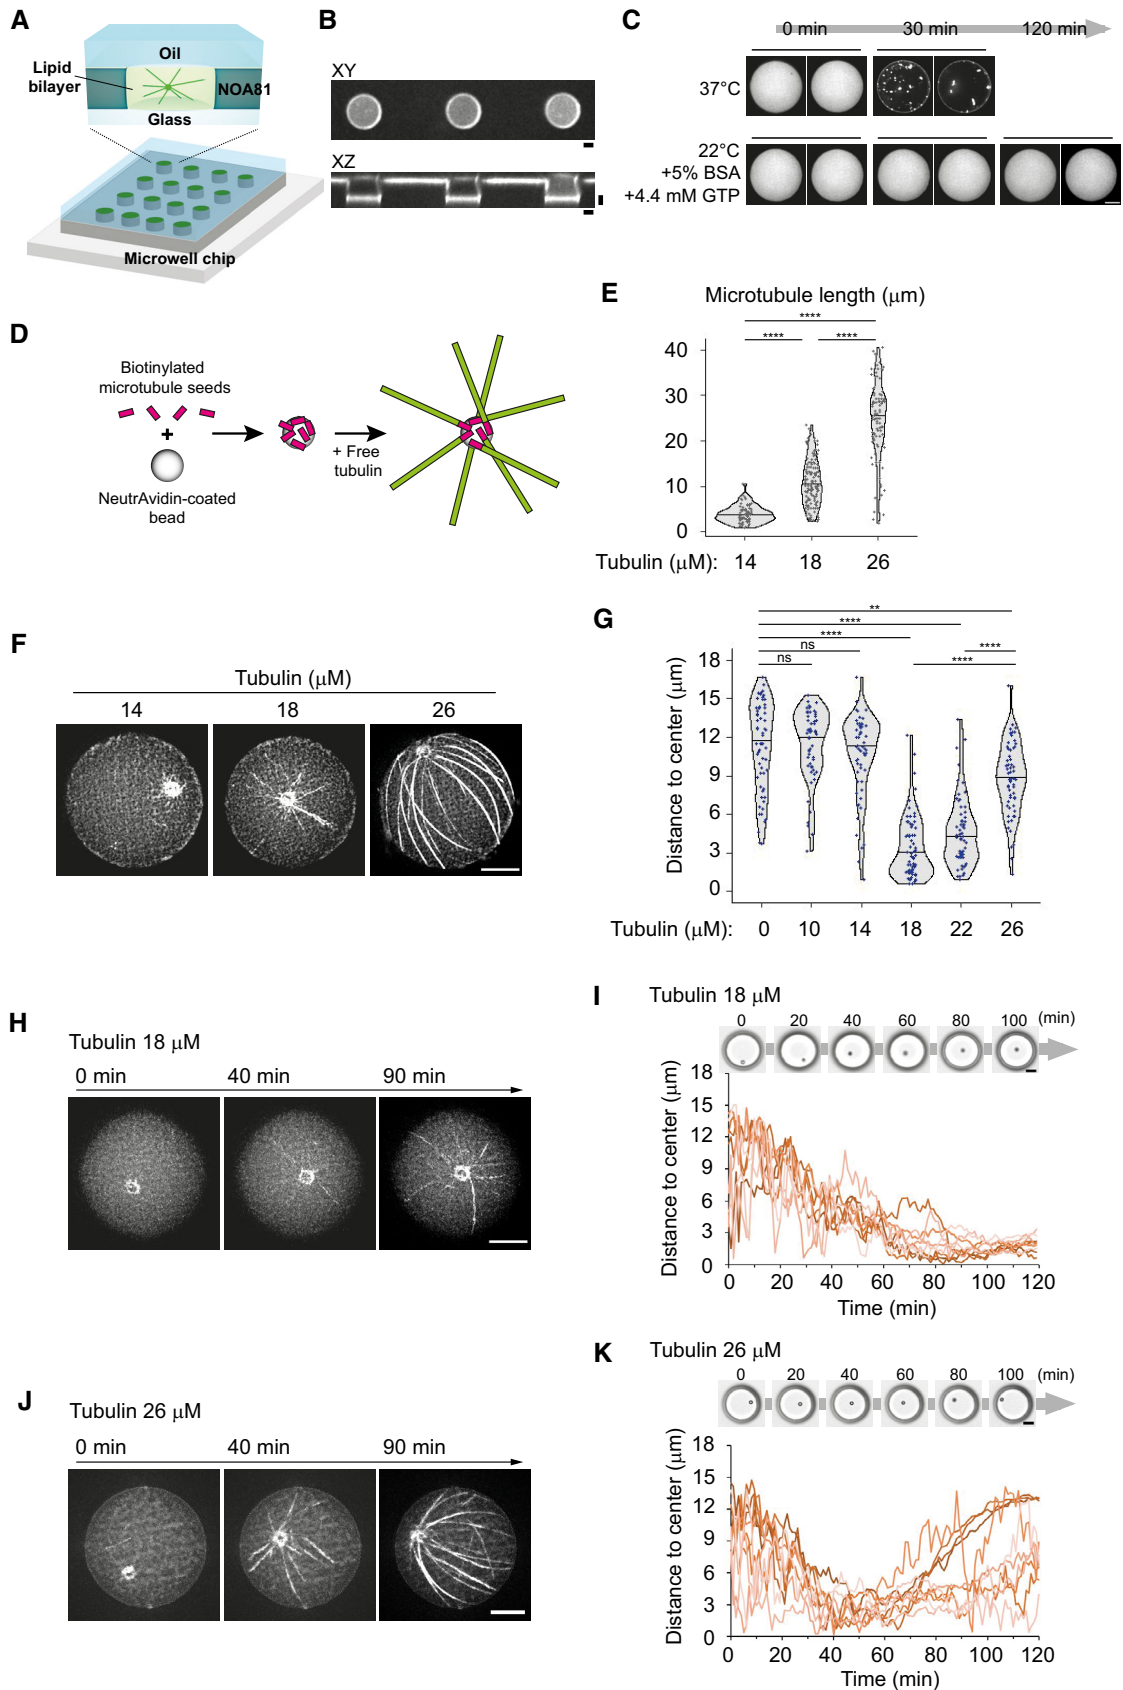 A
Oil
Lipid
bilayer
NOA81
Glass
Microwell chip
B
XY
XZ
C
0 min 30 min 120 min
37°C
22°C
+5% BSA
+4.4 mM GTP
D
Biotinylated
microtubule seeds
+
NeutrAvidin-coated
bead
+ Free
tubulin
E
Microtubule length (μm)
****
**** ****
40
30
20
10
0
Tubulin (μM): 14 18 26
F
Tubulin (μM)
14 18 26
G
**
****
****
ns ****
ns ****
Distance to center (μm)
18
15
12
9
6
3
0
Tubulin (μM): 0 10 14 18 22 26
H
Tubulin 18 μM
0 min 40 min 90 min
I
Tubulin 18 μM
0 20 40 60 80 100 (min)
Distance to center (μm)
18
15
12
9
6
3
0
0 20 40 60 80 100 120
Time (min)
J
Tubulin 26 μM
0 min 40 min 90 min
K
Tubulin 26 μM
0 20 40 60 80 100 (min)
Distance to center (μm)
18
15
12
9
6
3
0
0 20 40 60 80 100 120
Time (min)